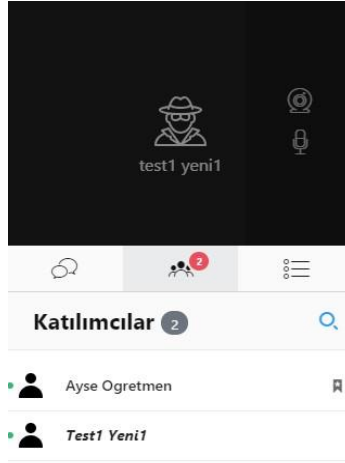 test1 yeni1
2
Katılımcılar 2
Ayse Ogretmen
Test1 Yeni1